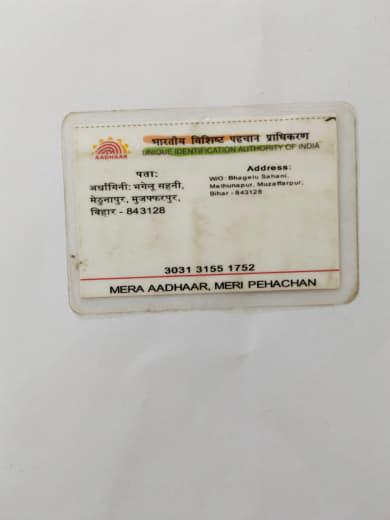 भारतीय विशिष्ट पहचान प्राधिकरण
UNIQUE IDENTIFICATION AUTHORITY OF INDIA
AADHAAR
पता:
अर्धांगिनी: भगेलू सहनी,
मेठुनापुर, मुजफ्फरपुर,
बिहार - 843128
Address:
W/O: Bhagelu Sahani,
Methunapur, Muzaffarpur,
Bihar - 843128
3031 3155 1752
MERA AADHAAR, MERI PEHACHAN